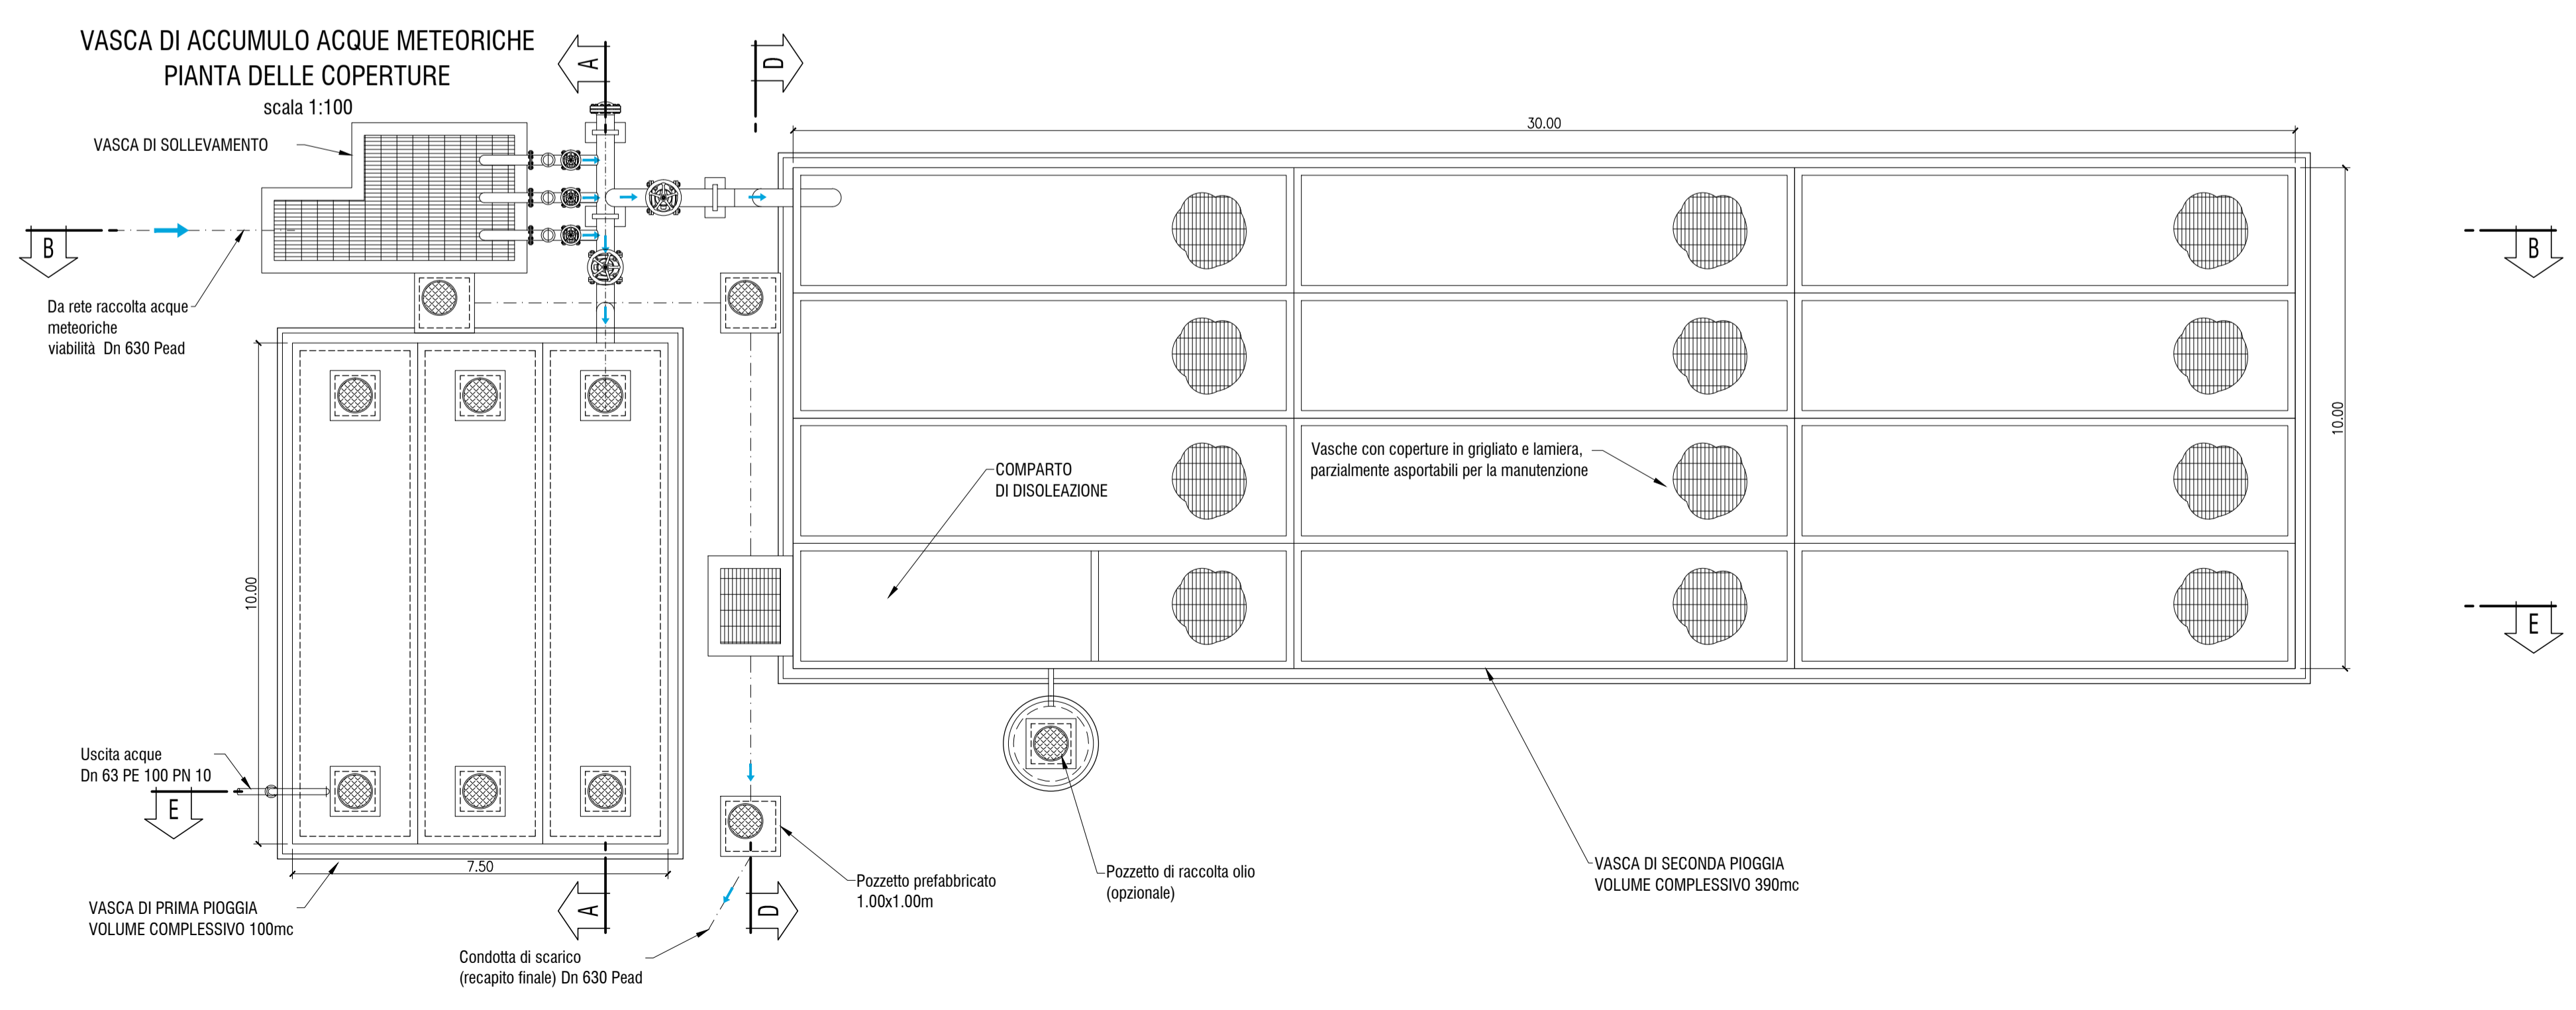 VASCA DI ACCUMULO ACQUE METEORICHE
PIANTA DELLE COPERTURE
scala 1:100
A
D
VASCA DI SOLLEVAMENTO
30.00
B
B
Da rete raccolta acque
meteoriche
viabilità Dn 630 Pead
10.00
COMPARTO
DI DISOLEAZIONE
Vasche con coperture in grigliato e lamiera,
parzialmente asportabili per la manutenzione
10.00
E
Uscita acque
Dn 63 PE 100 PN 10
E
7.50
VASCA DI PRIMA PIOGGIA
VOLUME COMPLESSIVO 100mc
A
D
Pozzetto prefabbricato
1.00x1.00m
Pozzetto di raccolta olio
(opzionale)
VASCA DI SECONDA PIOGGIA
VOLUME COMPLESSIVO 390mc
Condotta di scarico
(recapito finale) Dn 630 Pead